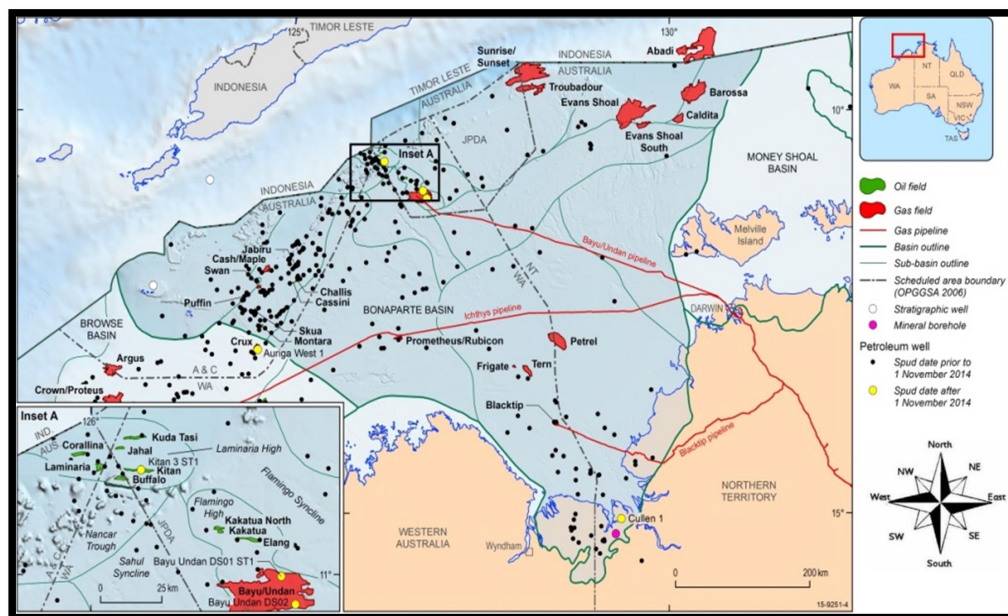 125°
130°
TIMOR LESTE
INDONESIA
TIMOR LESTE
AUSTRALIA
INDONESIA
AUSTRALIA
Sunrise/
Sunset
Troubadour
Abadi
Evans Shoal
Barossa
Caldita
Evans Shoal
South
10°
JPDA
Inset A
MONEY SHOAL
BASIN
INDONESIA
AUSTRALIA
Melville
Island
Bayu/Undan pipeline
Jabiru
Cash/Maple
Swan
Challis
Cassini
Puffin
NT
WA
BONAPARTE BASIN
Ichthys pipeline
DARWIN
BROWSE
BASIN
Skua
Montara
Crux
Auriga West 1
Prometheus/Rubicon
Petrel
Argus
A & C
WA
Frigate
Tern
Crown/Proteus
Blacktip
Blacktip pipeline
NORTHERN
TERRITORY
WESTERN
AUSTRALIA
Wyndham
Cullen 1
15°
0
200 km
15-9251-4
Inset A
126°
IND.
AUS.
Kuda Tasi
Corallina
Jahal
Laminaria High
Kitan 3 ST1
Laminaria
Kitan
Buffalo
Flamingo Syncline
Flamingo
High
Kakatua North
Kakatua
Elang
Nancar
Trough
JPDA
A & C
WA
Sahul
Syncline
Bayu Undan DS01 ST1
11°
Bayu/Undan
Bayu Undan DS02
0
25 km
NT
WA
SA
QLD
NSW
VIC
TAS
Oil field
Gas field
Gas pipeline
Basin outline
Sub-basin outline
Scheduled area boundary
(OPGGSA 2006)
Stratigraphic well
Mineral borehole
Petroleum well
Spud date prior to
1 November 2014
Spud date after
1 November 2014
North
NW
NE
West
East
SW
SE
South